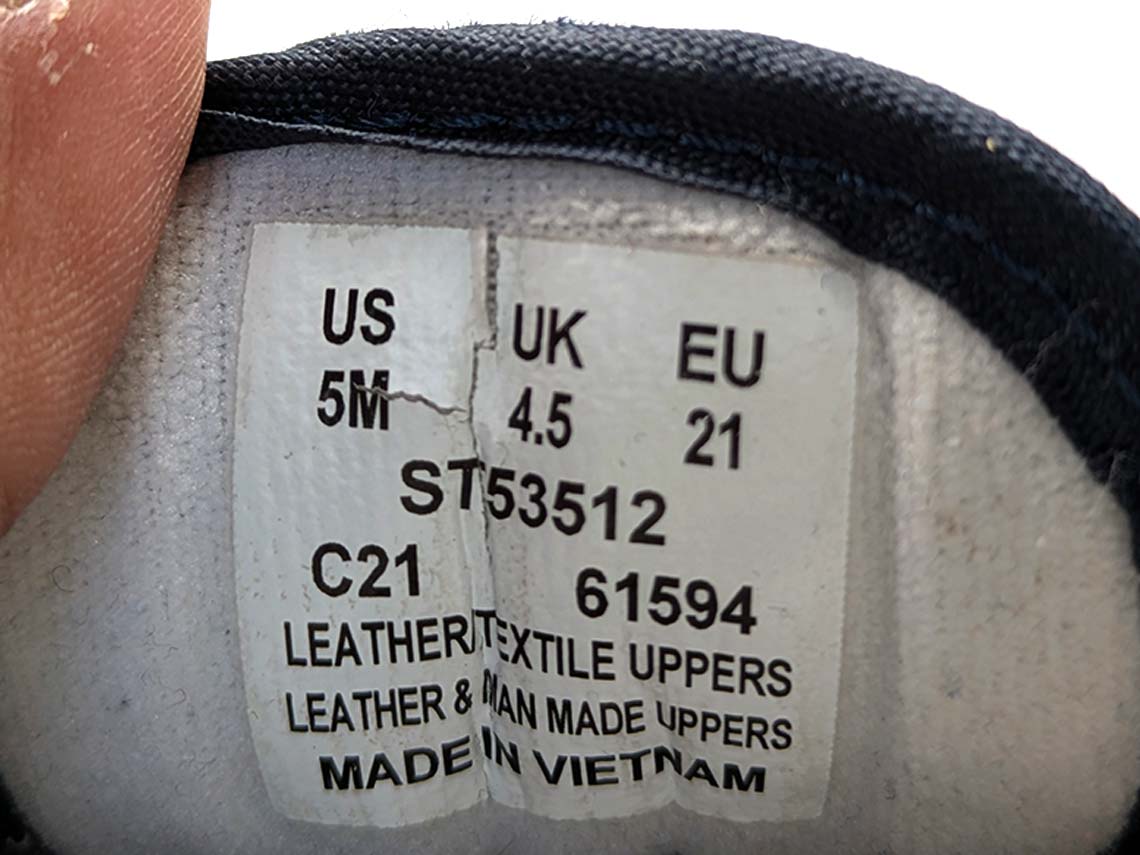 US UK EU
5M 4.5 21
ST53512
C21 61594
LEATHER/TEXTILE UPPERS
LEATHER & MAN MADE UPPERS
MADE IN VIETNAM